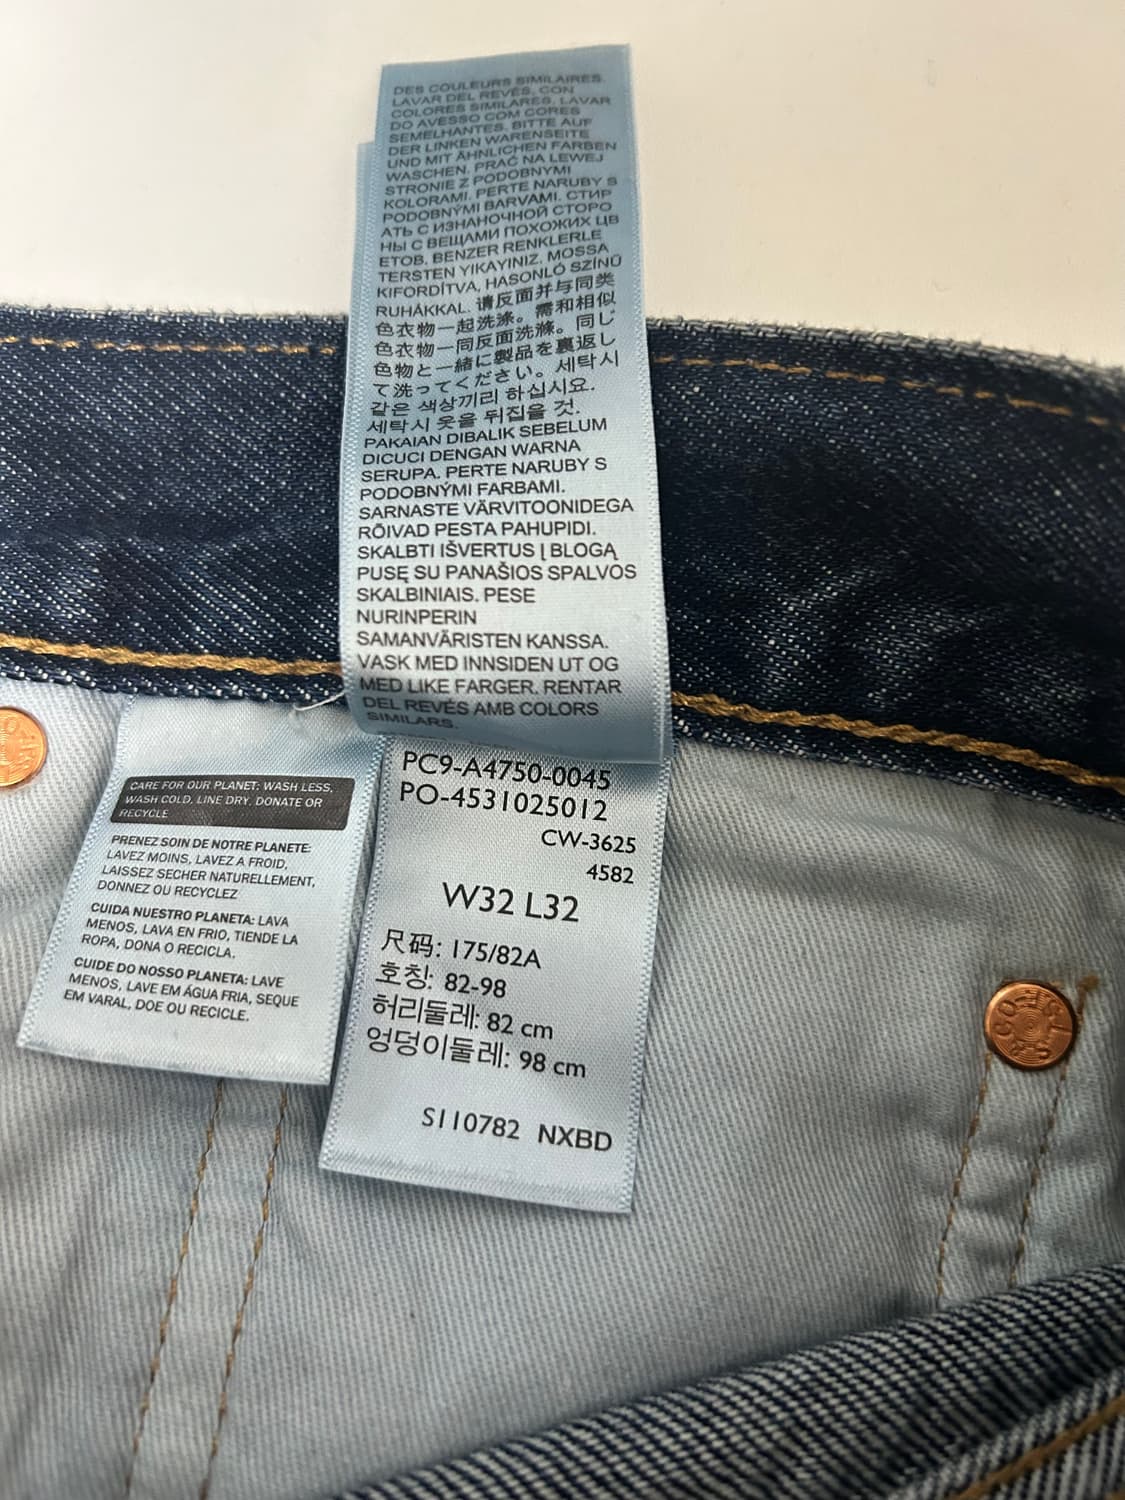 DES COULEURS SIMILAIRES.
LAVAR DEL REVÉS, CON
COLORES SIMILARES. LAVAR
DO AVESSO COM CORES
SEMELHANTES. BITTE AUF
DER LINKEN WARENSEITE
UND MIT ÄHNLICHEN FARBEN
WASCHEN. PRAĆ NA LEWEJ
STRONIE Z PODOBNYMI
KOLORAMI. PERTE NARUBY S
PODOBNÝMI BARVAMI. СТИР
АТЬ С ИЗНАНОЧНОЙ СТОРО
НЫ С ВЕЩАМИ ПОХОЖИХ ЦВ
ЕТОВ. BENZER RENKLERLE
TERSTEN YIKAYINIZ. MOSSA
KIFORDÍTVA, HASONLÓ SZÍNŰ
RUHÁKKAL. 请反面并与同类
色衣物一起洗涤。需和相似
色衣物一同反面洗滌。同じ
色物と一緒に製品を裏返し
て洗ってください。세탁시
같은 색상끼리 하십시요.
세탁시 옷을 뒤집을 것.
PAKAIAN DIBALIK SEBELUM
DICUCI DENGAN WARNA
SERUPA. PERTE NARUBY S
PODOBNÝMI FARBAMI.
SARNASTE VÄRVITOONIDEGA
RÕIVAD PESTA PAHUPIDI.
SKALBTI IŠVERTUS Į BLOGĄ
PUSĘ SU PANAŠIOS SPALVOS
SKALBINIAIS. PESE
NURINPERIN
SAMANVÄRISTEN KANSSA.
VASK MED INNSIDEN UT OG
MED LIKE FARGER. RENTAR
DEL REVÉS AMB COLORS
SIMILARS.
CARE FOR OUR PLANET: WASH LESS,
WASH COLD, LINE DRY, DONATE OR
RECYCLE
PRENEZ SOIN DE NOTRE PLANETE:
LAVEZ MOINS, LAVEZ A FROID,
LAISSEZ SECHER NATURELLEMENT,
DONNEZ OU RECYCLEZ
CUIDA NUESTRO PLANETA: LAVA
MENOS, LAVA EN FRIO, TIENDE LA
ROPA, DONA O RECICLA.
CUIDE DO NOSSO PLANETA: LAVE
MENOS, LAVE EM ÁGUA FRIA, SEQUE
EM VARAL, DOE OU RECICLE.
PC9-A4750-0045
PO-4531025012
CW-3625
4582
W32 L32
尺码: 175/82A
호칭: 82-98
허리둘레: 82 cm
엉덩이둘레: 98 cm
S110782 NXBD